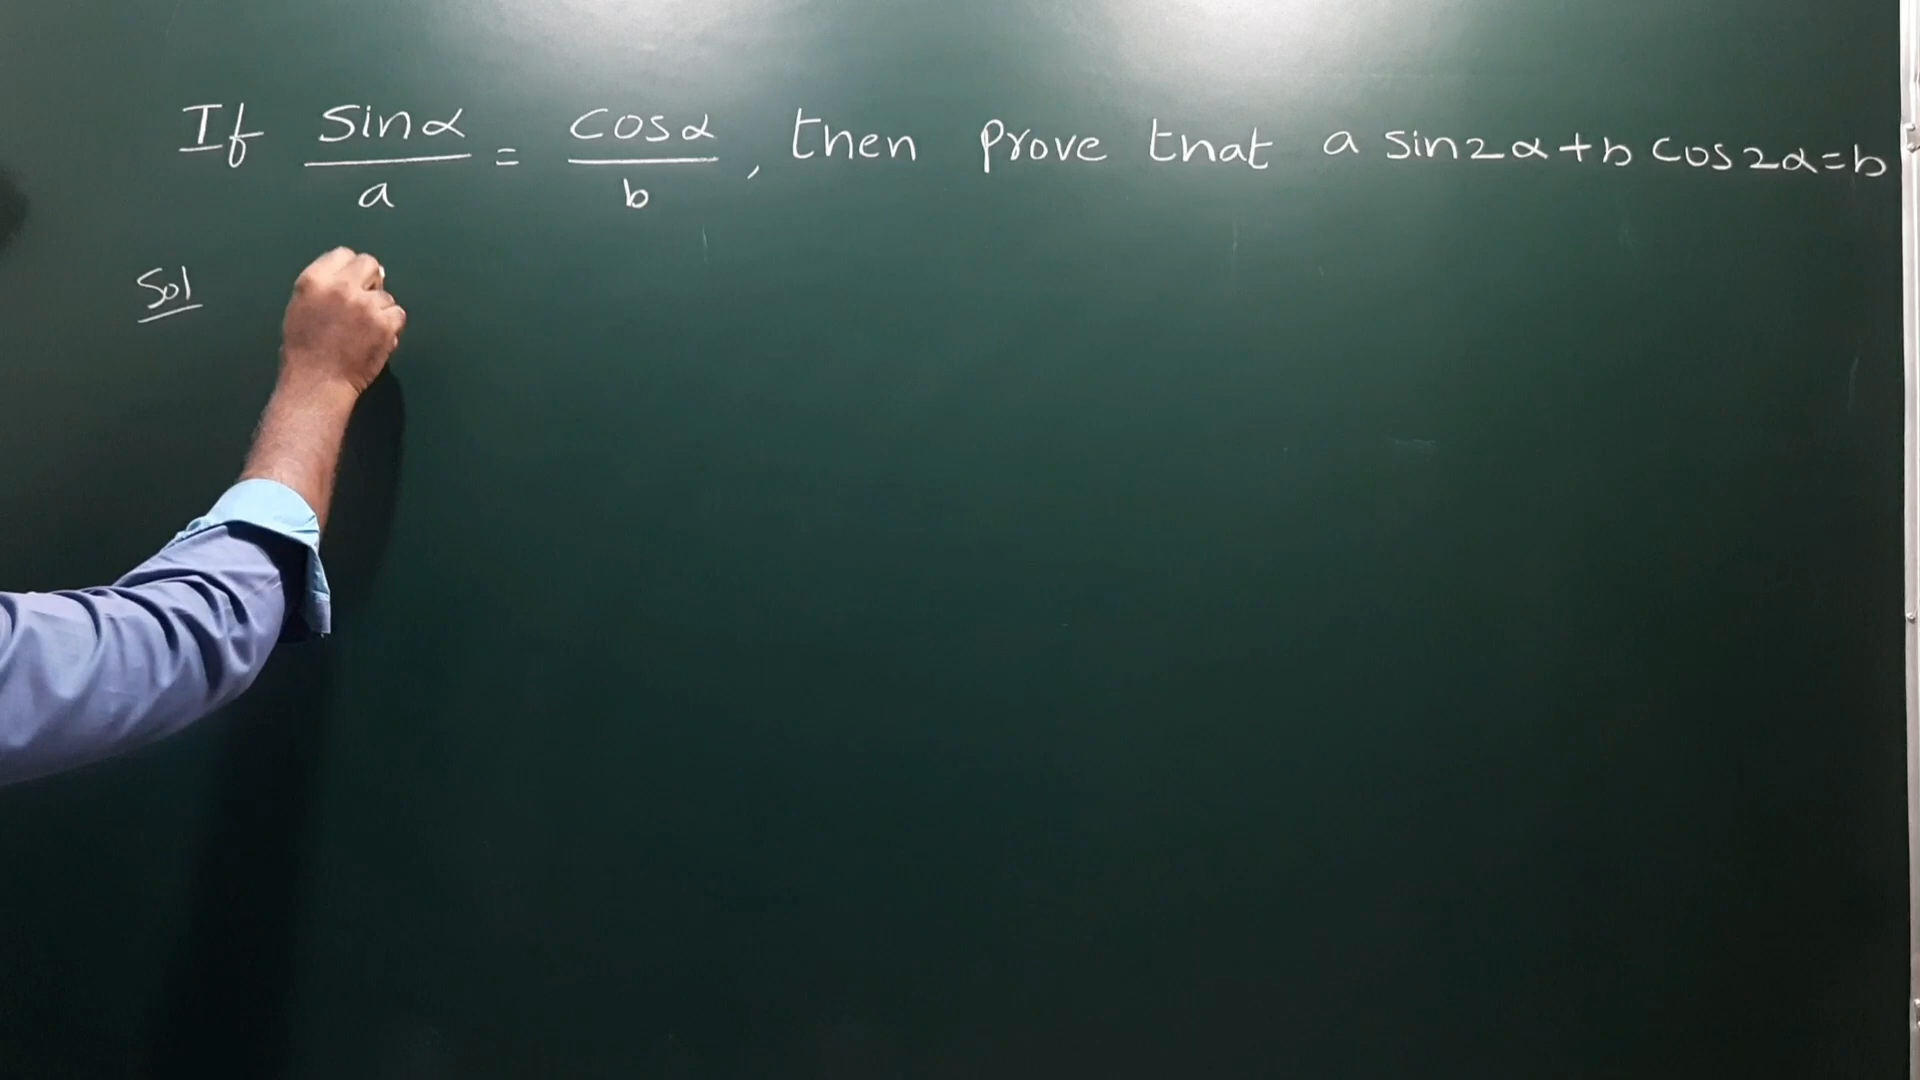 If sinα/a = cosα/b, then prove that a sin2α+b cos2α=b
Sol